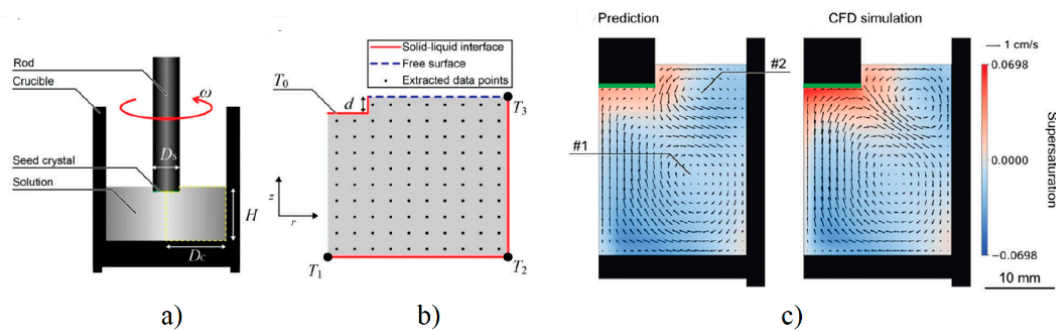 Rod
Crucible
ω
Ds
Seed crystal
Solution
H
Dc
a)
Solid-liquid interface
Free surface
Extracted data points
T0
d
T3
z
r
T1
T2
b)
Prediction
CFD simulation
#2
#1
1 cm/s
0.0698
0.0000
−0.0698
Supersaturation
10 mm
c)